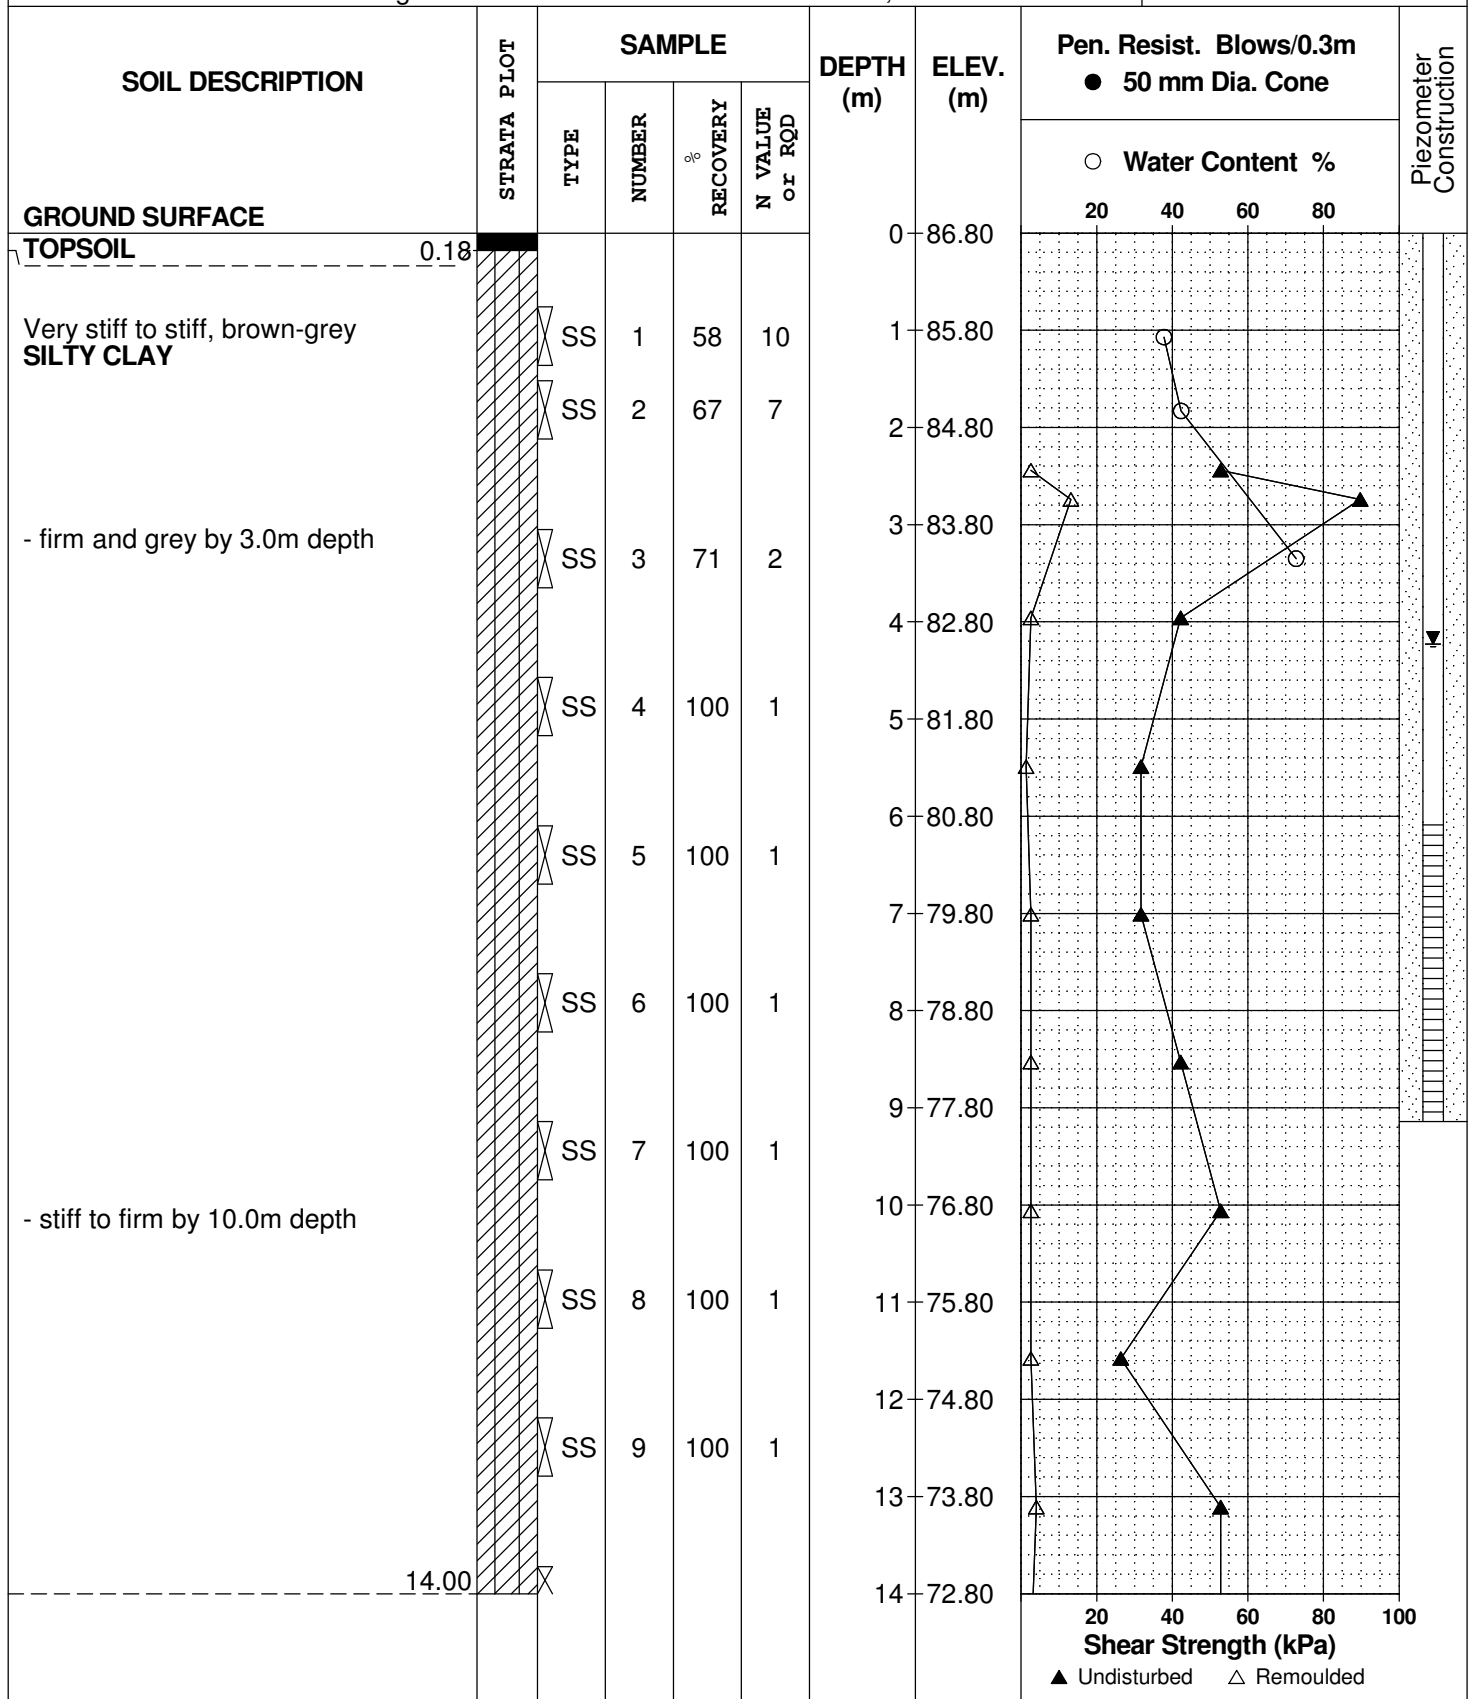 SOIL DESCRIPTION
GROUND SURFACE
STRATA PLOT
SAMPLE
TYPE
NUMBER
%
RECOVERY
N VALUE
or RQD
DEPTH
(m)
ELEV.
(m)
Pen. Resist. Blows/0.3m
50 mm Dia. Cone
Water Content %
20 40 60 80
Piezometer
Construction
0 86.80
TOPSOIL 0.18
Very stiff to stiff, brown-grey
SILTY CLAY
SS 1 58 10
1 85.80
SS 2 67 7
2 84.80
- firm and grey by 3.0m depth
3 83.80
SS 3 71 2
4 82.80
SS 4 100 1
5 81.80
6 80.80
SS 5 100 1
7 79.80
SS 6 100 1
8 78.80
9 77.80
SS 7 100 1
- stiff to firm by 10.0m depth
10 76.80
SS 8 100 1
11 75.80
12 74.80
SS 9 100 1
13 73.80
14.00
14 72.80
20 40 60 80 100
Shear Strength (kPa)
Undisturbed Remoulded